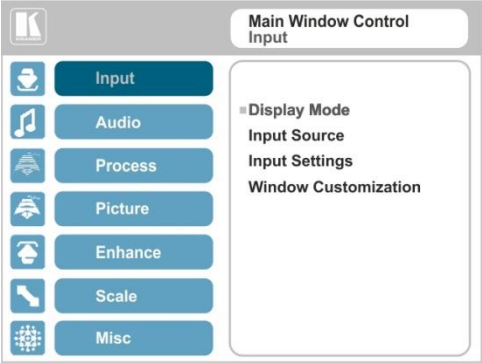 KRAMER
Main Window Control
Input
Input
Audio
Process
Picture
Enhance
Scale
Misc
Display Mode
Input Source
Input Settings
Window Customization